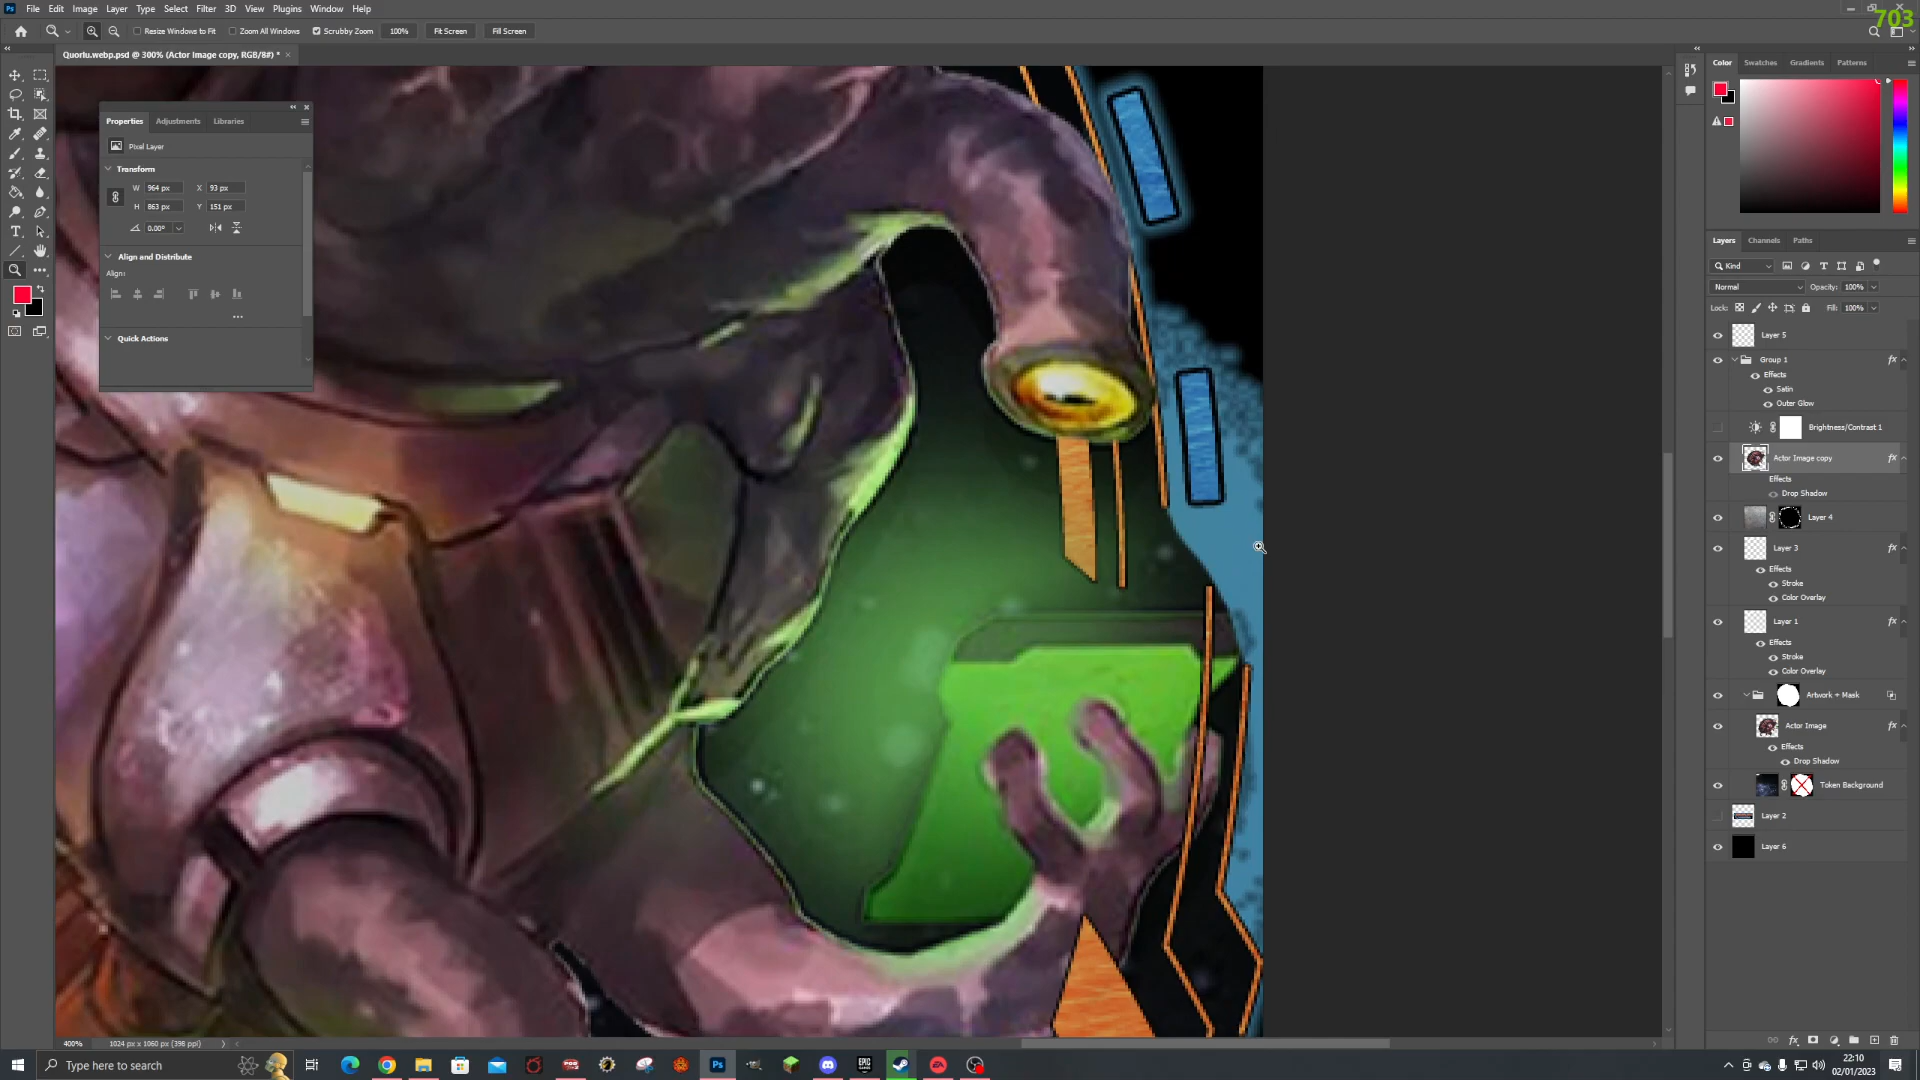 File Edit Image Layer Type Select Filter 3D View Plugins Window Help
703
Resize Windows to Fit Zoom All Windows Scrubby Zoom 100% Fit Screen Fill Screen
Quorlu.webp.psd @ 300% (Actor Image copy, RGB/8#) *
Properties Adjustments Libraries
Pixel Layer
Transform
W 964 px X 93 px
H 863 px Y 151 px
0.00°
Align and Distribute
Align:
Quick Actions
Color Swatches Gradients Patterns
Layers Channels Paths
Kind
Normal Opacity: 100%
Lock: Fill: 100%
Layer 5
Group 1 fx
Effects
Satin
Outer Glow
Brightness/Contrast 1
Actor Image copy fx
Effects
Drop Shadow
Layer 4
Layer 3 fx
Effects
Stroke
Color Overlay
Layer 1 fx
Effects
Stroke
Color Overlay
Artwork + Mask
Actor Image fx
Effects
Drop Shadow
Token Background
Layer 2
Layer 6
400% 1024 px x 1060 px (398 ppi)
Type here to search
22:10
02/01/2023